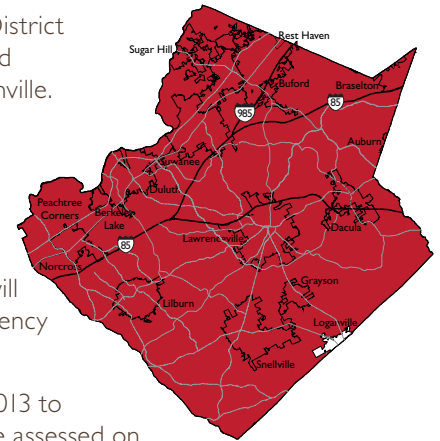 District
d
nville.
ill
ency
013 to
e assessed on
Rest Haven
Sugar Hill
Buford
Braselton
85
985
Auburn
Suwanee
Duluth
Peachtree
Corners
Berkeley
Lake
Dacula
Lawrenceville
85
Norcross
Grayson
Lilburn
Loganville
Snellville